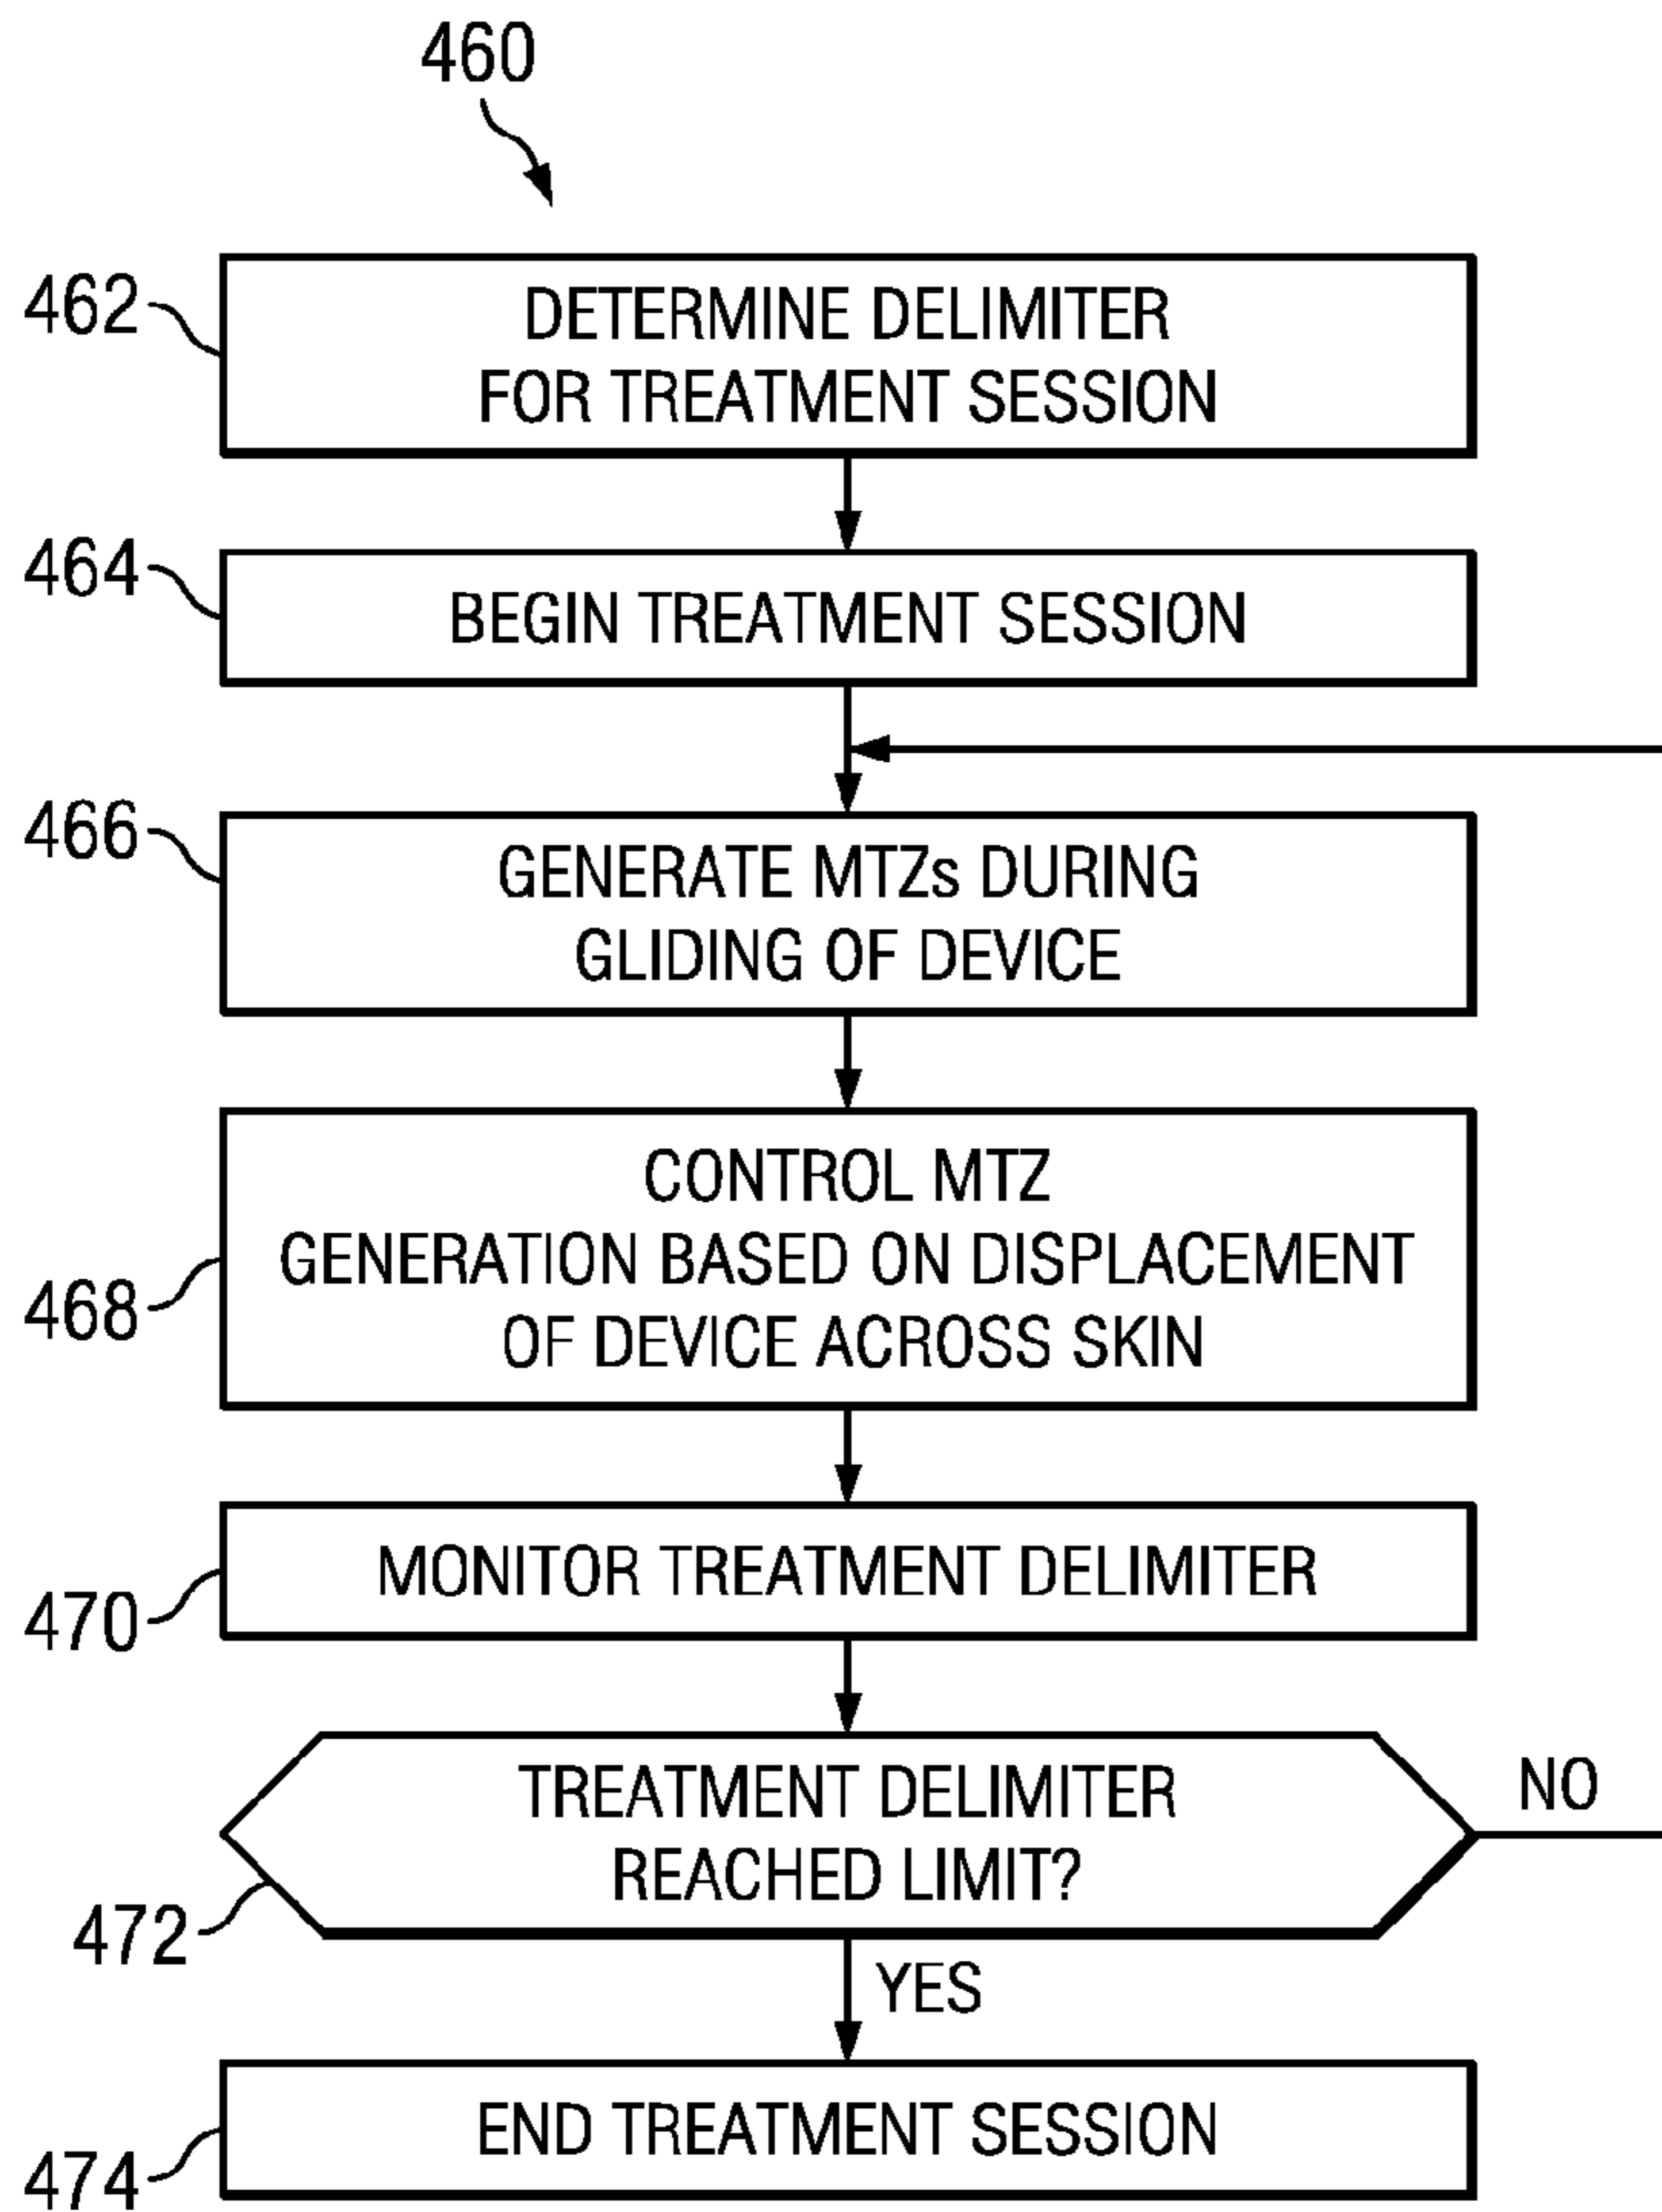 460
462
DETERMINE DELIMITER
FOR TREATMENT SESSION
464
BEGIN TREATMENT SESSION
466
GENERATE MTZs DURING
GLIDING OF DEVICE
468
CONTROL MTZ
GENERATION BASED ON DISPLACEMENT
OF DEVICE ACROSS SKIN
470
MONITOR TREATMENT DELIMITER
472
TREATMENT DELIMITER
REACHED LIMIT?
NO
YES
474
END TREATMENT SESSION